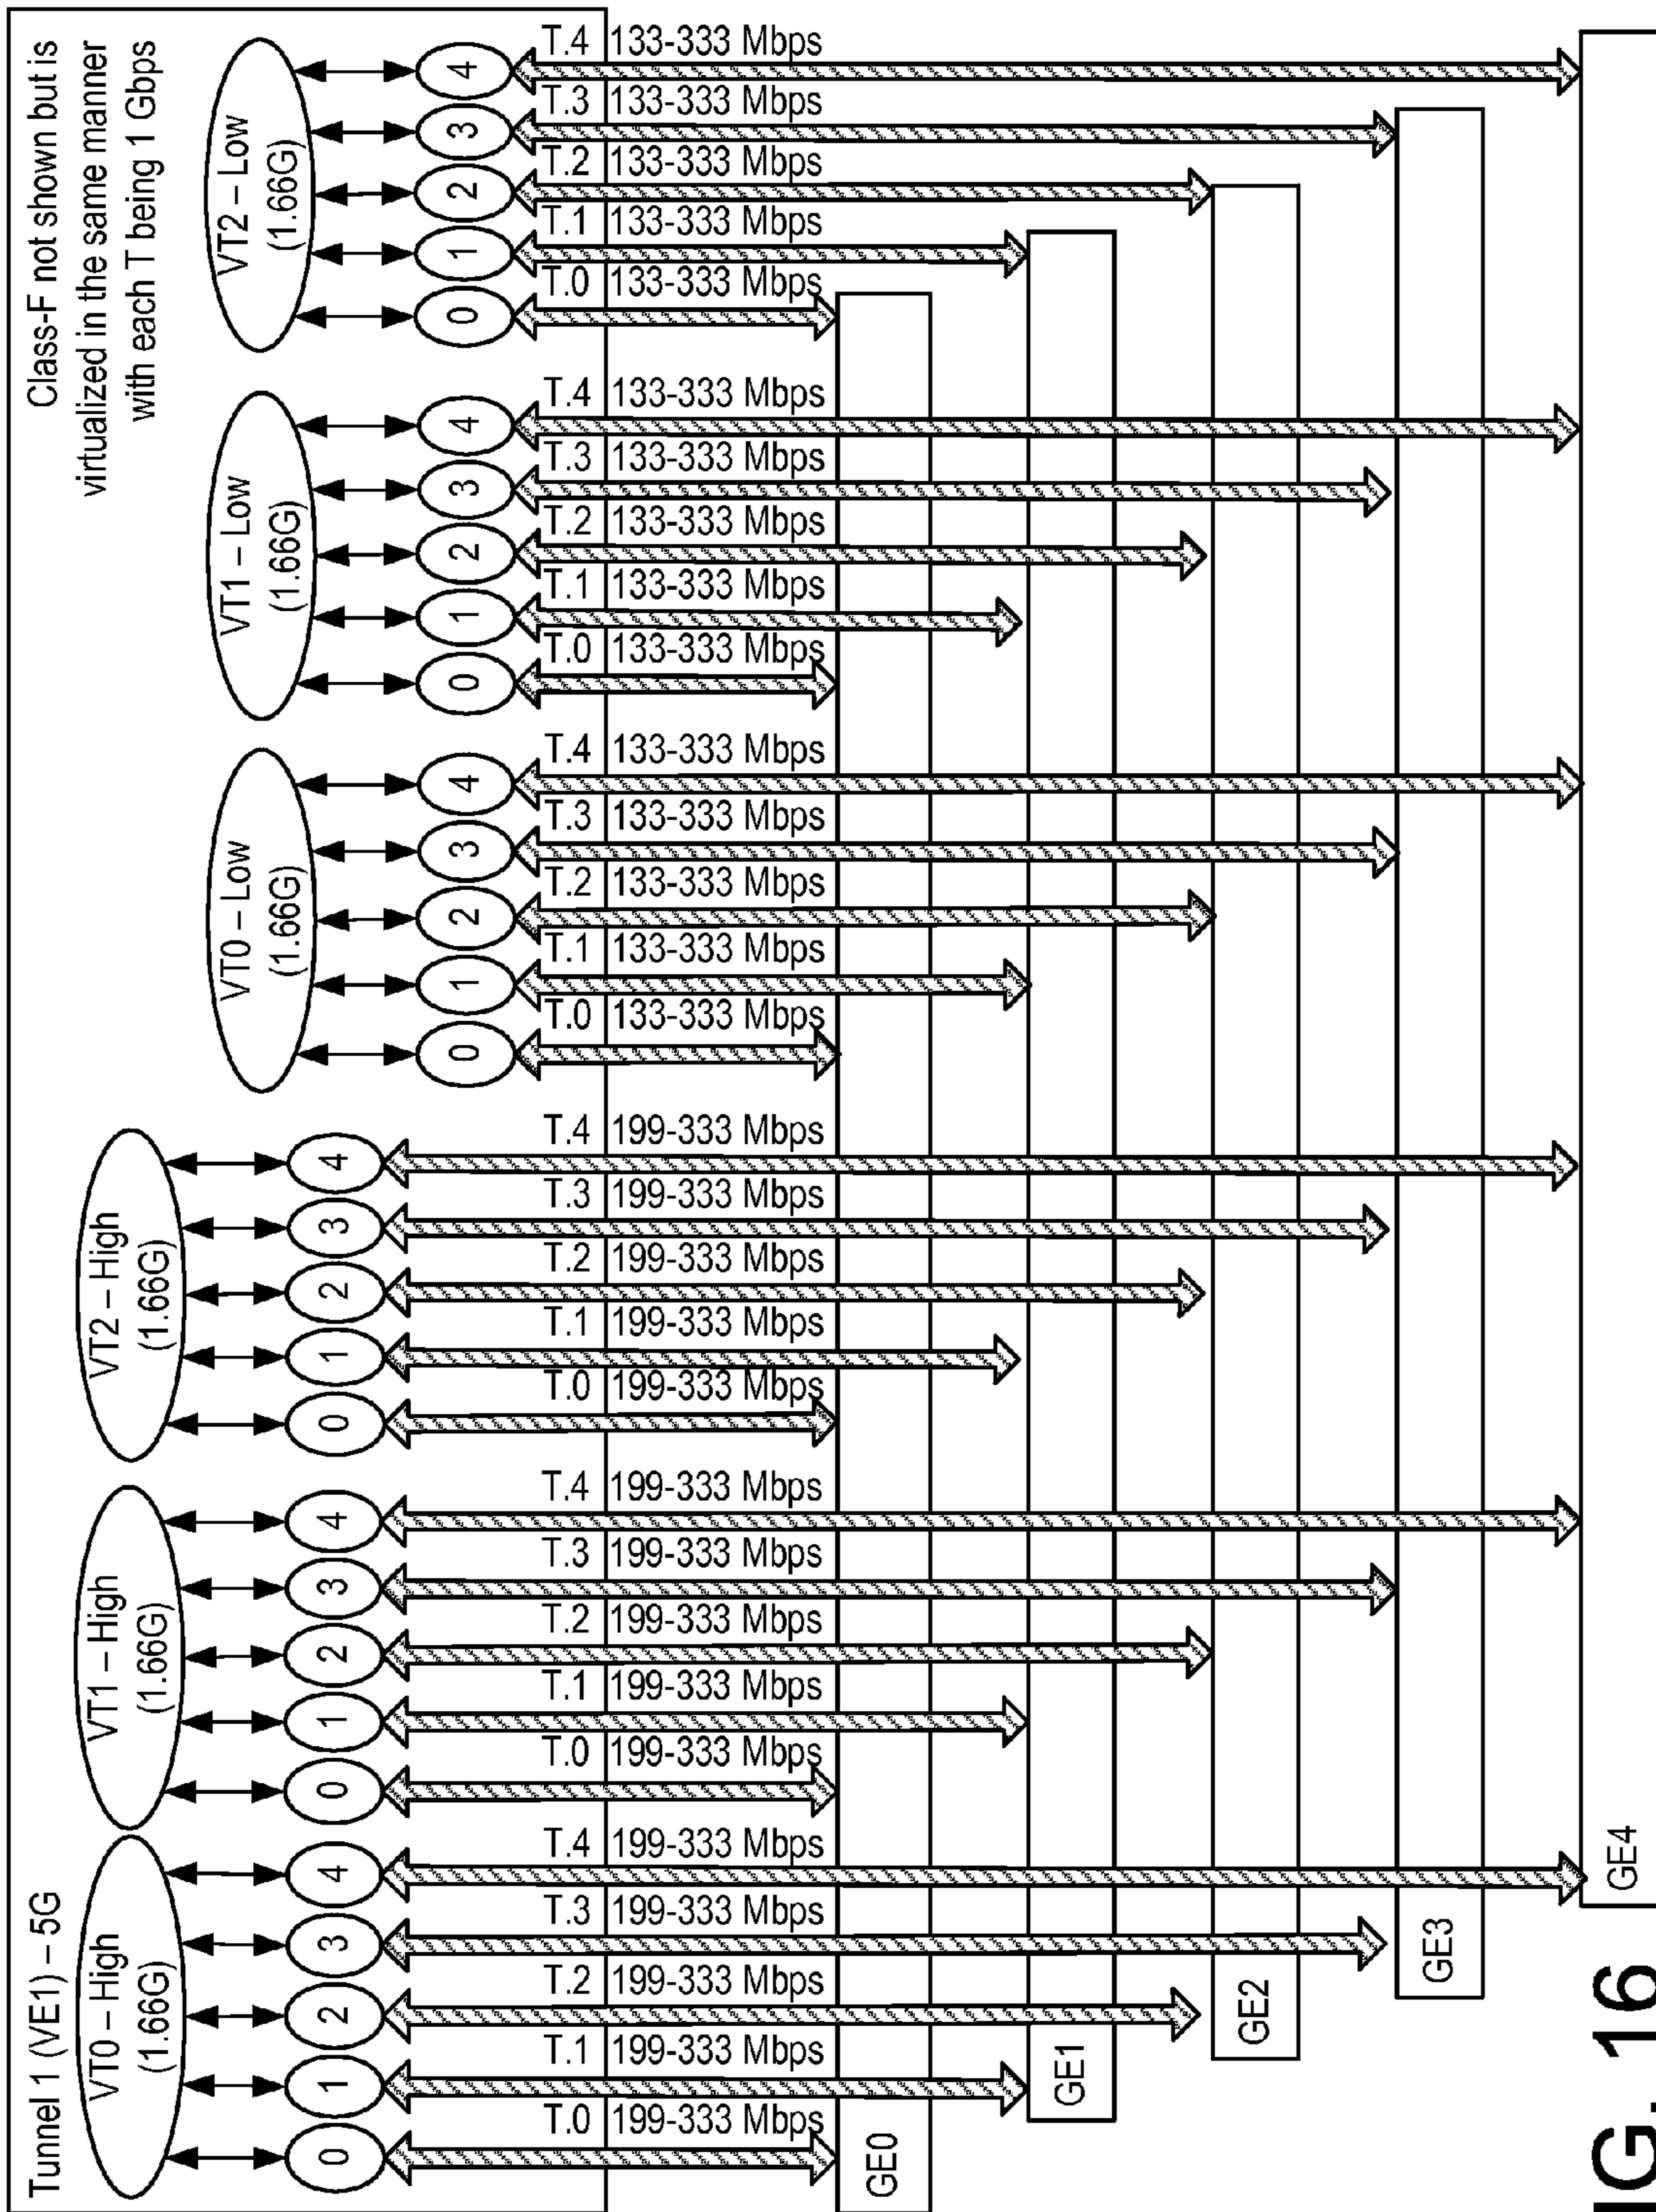 Tunnel 1 (VE1) – 5G
Class-F not shown but is
virtualized in the same manner
with each T being 1 Gbps
VT0 – High
(1.66G)
VT1 – High
(1.66G)
VT2 – High
(1.66G)
VT0 – Low
(1.66G)
VT1 – Low
(1.66G)
VT2 – Low
(1.66G)
0 1 2 3 4
0 1 2 3 4
0 1 2 3 4
0 1 2 3 4
0 1 2 3 4
0 1 2 3 4
T.0 199-333 Mbps
T.1 199-333 Mbps
T.2 199-333 Mbps
T.3 199-333 Mbps
T.4 199-333 Mbps
T.0 199-333 Mbps
T.1 199-333 Mbps
T.2 199-333 Mbps
T.3 199-333 Mbps
T.4 199-333 Mbps
T.0 199-333 Mbps
T.1 199-333 Mbps
T.2 199-333 Mbps
T.3 199-333 Mbps
T.4 199-333 Mbps
T.0 133-333 Mbps
T.1 133-333 Mbps
T.2 133-333 Mbps
T.3 133-333 Mbps
T.4 133-333 Mbps
T.0 133-333 Mbps
T.1 133-333 Mbps
T.2 133-333 Mbps
T.3 133-333 Mbps
T.4 133-333 Mbps
T.0 133-333 Mbps
T.1 133-333 Mbps
T.2 133-333 Mbps
T.3 133-333 Mbps
T.4 133-333 Mbps
GE0
GE1
GE2
GE3
GE4
IG. 16